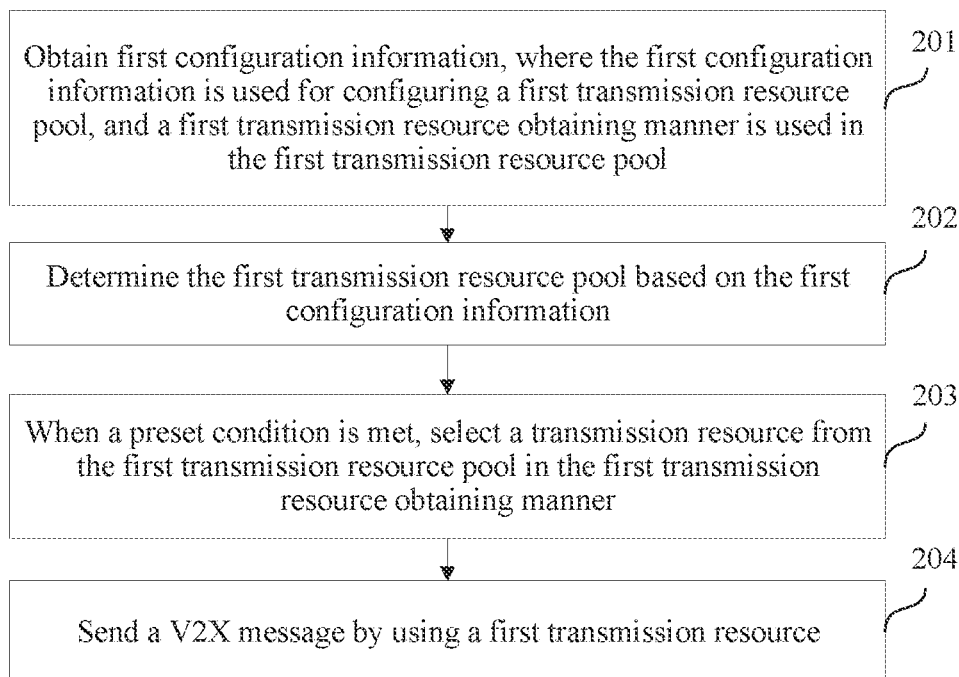 Obtain first configuration information, where the first configuration
information is used for configuring a first transmission resource
pool, and a first transmission resource obtaining manner is used in
the first transmission resource pool
201
Determine the first transmission resource pool based on the first
configuration information
202
When a preset condition is met, select a transmission resource from
the first transmission resource pool in the first transmission
resource obtaining manner
203
Send a V2X message by using a first transmission resource
204